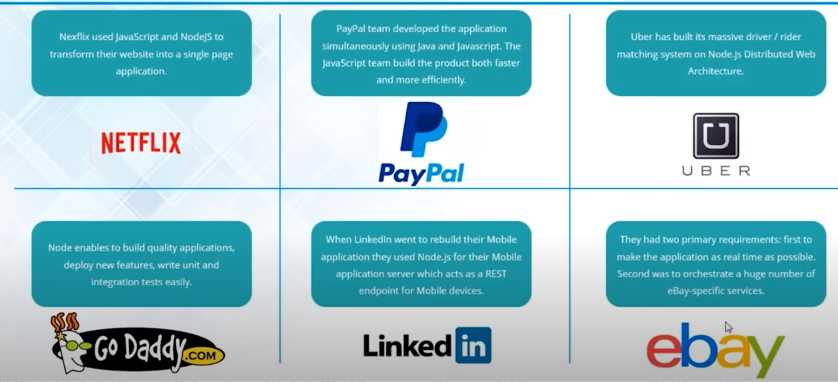 Nexflix used JavaScript and NodeJS to
transform their website into a single page
application.
NETFLIX
PayPal team developed the application
simultaneously using Java and Javascript. The
JavaScript team build the product both faster
and more efficiently.
PayPal
Uber has built its massive driver / rider
matching system on Node.js Distributed Web
Architecture.
UBER
Node enables to build quality applications,
deploy new features, write unit and
integration tests easily.
Go Daddy.COM
When LinkedIn went to rebuild their Mobile
application they used Node.js for their Mobile
application server which acts as a REST
endpoint for Mobile devices.
Linked in
They had two primary requirements: first to
make the application as real time as possible.
Second was to orchestrate a huge number of
eBay-specific services.
ebay